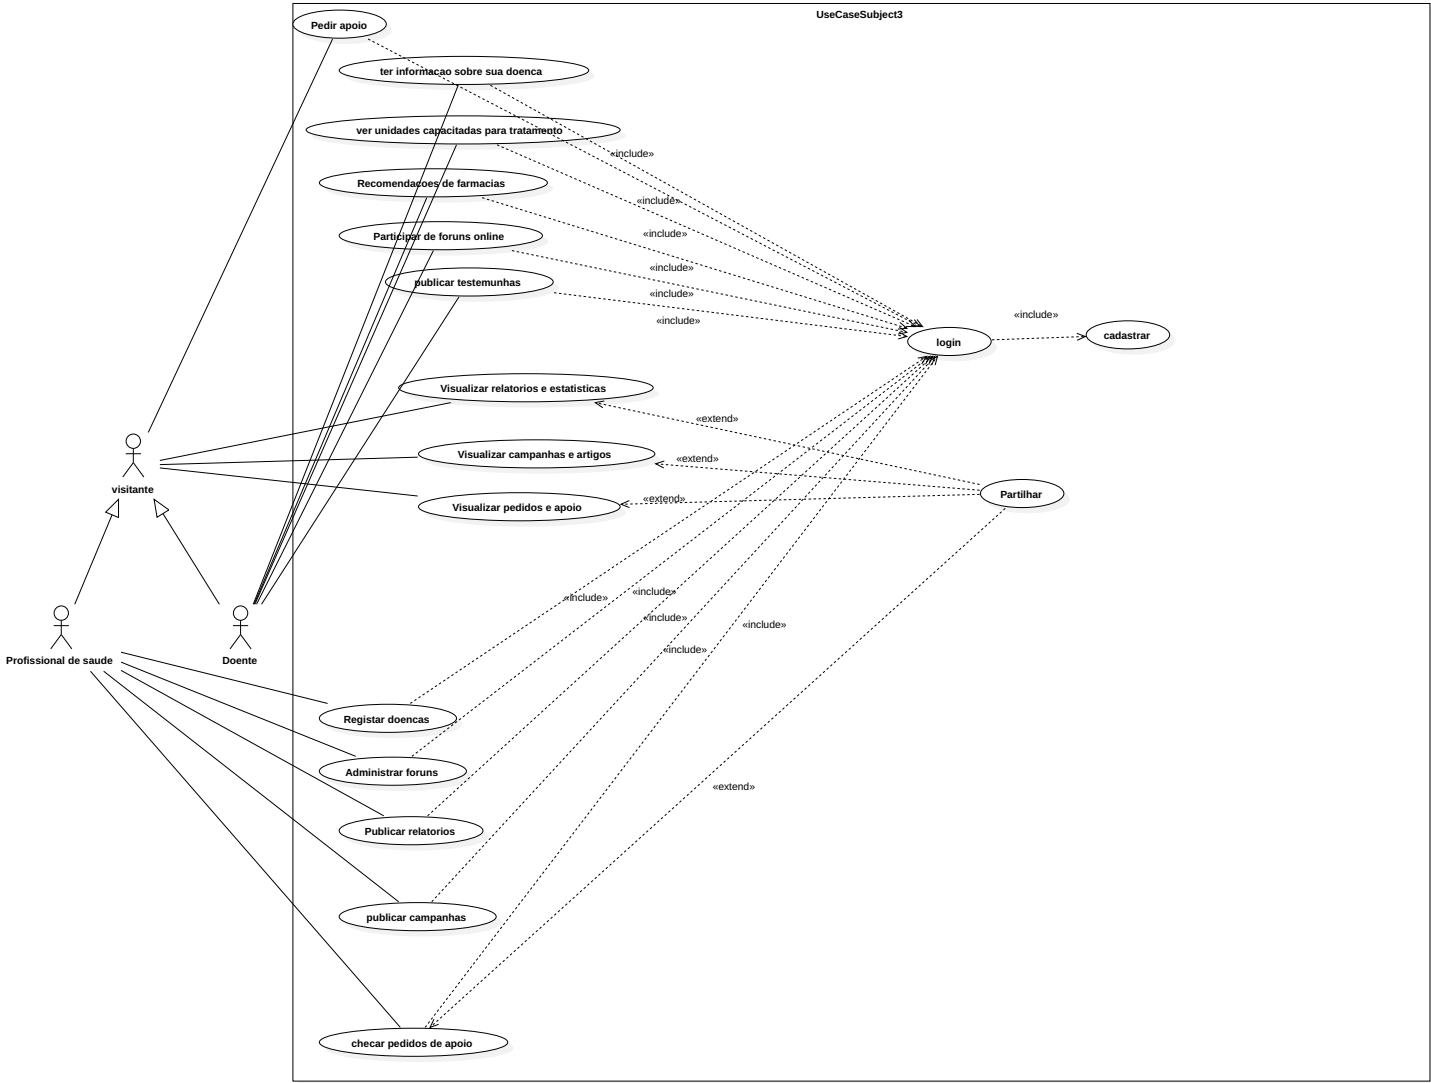 UseCaseSubject3
Pedir apoio
ter informacao sobre sua doenca
ver unidades capacitadas para tratamento
«include»
Recomendacoes de farmacias
«include»
Participar de foruns online
«include»
«include»
publicar testemunhas
«include»
«include»
login
«include»
cadastrar
Visualizar relatorios e estatisticas
«extend»
Visualizar campanhas e artigos
«extend»
visitante
Visualizar pedidos e apoio
«extend»
Partilhar
«include»
«include»
«include»
«include»
«include»
Profissional de saude
Doente
Registar doencas
Administrar foruns
«extend»
Publicar relatorios
publicar campanhas
checar pedidos de apoio